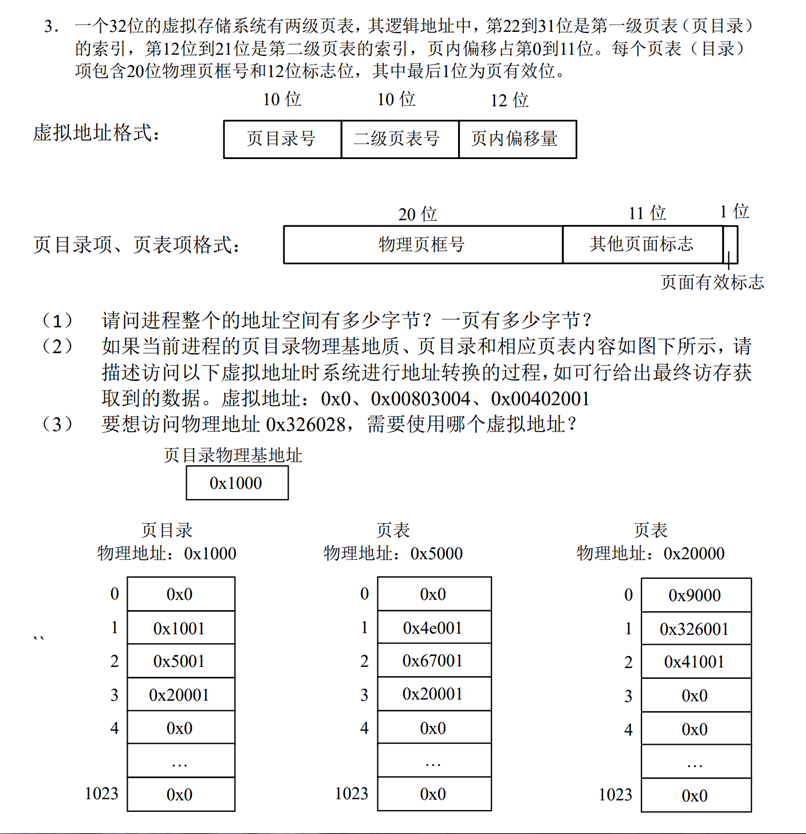 3. 一个32位的虚拟存储系统有两级页表，其逻辑地址中，第22到31位是第一级页表（页目录）
的索引，第12位到21位是第二级页表的索引，页内偏移占第0到11位。每个页表（目录）
项包含20位物理页框号和12位标志位，其中最后1位为页有效位。
10 位 10 位 12 位
虚拟地址格式： 页目录号 二级页表号 页内偏移量
20 位 11 位 1 位
页目录项、页表项格式： 物理页框号 其他页面标志
页面有效标志
（1） 请问进程整个的地址空间有多少字节？一页有多少字节？
（2） 如果当前进程的页目录物理基地质、页目录和相应页表内容如图下所示，请
描述访问以下虚拟地址时系统进行地址转换的过程，如可行给出最终访存获
取到的数据。虚拟地址：0x0、0x00803004、0x00402001
（3） 要想访问物理地址 0x326028，需要使用哪个虚拟地址？
页目录物理基地址
0x1000
页目录 页表 页表
物理地址：0x1000 物理地址：0x5000 物理地址：0x20000
0 0x0 0 0x0 0 0x9000
1 0x1001 1 0x4e001 1 0x326001
2 0x5001 2 0x67001 2 0x41001
3 0x20001 3 0x20001 3 0x0
4 0x0 4 0x0 4 0x0
… … …
1023 0x0 1023 0x0 1023 0x0
``